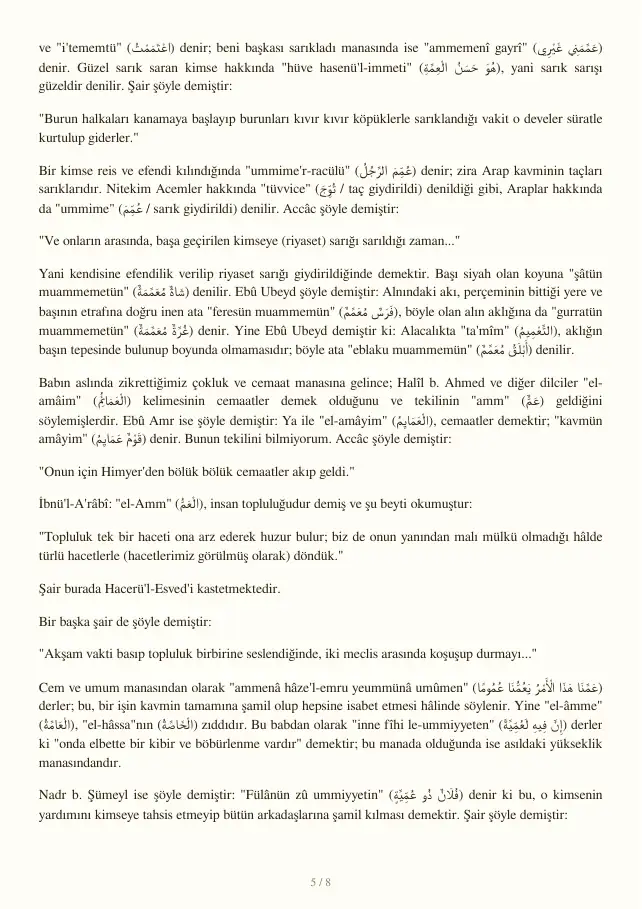 ve "i'tememtü" (اعْتَمَمْتُ) denir; beni başkası sarıkladı manasında ise "ammemenî gayrî" (عَمَّمَنِي غَيْرِي)
denir. Güzel sarık saran kimse hakkında "hüve hasenü'l-immeti" (هُوَ حَسَنُ الْعِمَّةِ), yani sarık sarışı
güzeldir denilir. Şair şöyle demiştir:
"Burun halkaları kanamaya başlayıp burunları kıvır kıvır köpüklerle sarıklandığı vakit o develer süratle
kurtulup giderler."
Bir kimse reis ve efendi kılındığında "ummime'r-racülü" (عُمِّمَ الرَّجُلُ) denir; zira Arap kavminin taçları
sarıklarıdır. Nitekim Acemler hakkında "tüvvice" (تُوِّجَ / taç giydirildi) denildiği gibi, Araplar hakkında
da "ummime" (عُمِّمَ / sarık giydirildi) denilir. Accâc şöyle demiştir:
"Ve onların arasında, başa geçirilen kimseye (riyaset) sarığı sarıldığı zaman..."
Yani kendisine efendilik verilip riyaset sarığı giydirildiğinde demektir. Başı siyah olan koyuna "şâtün
muammemetün" (شَاةٌ مُعَمَّمَةٌ) denilir. Ebû Ubeyd şöyle demiştir: Alnındaki akı, perçeminin bittiği yere ve
başının etrafına doğru inen ata "feresün muammemün" (فَرَسٌ مُعَمَّمٌ), böyle olan alın aklığına da "gurratün
muammemetün" (غُرَّةٌ مُعَمَّمَةٌ) denir. Yine Ebû Ubeyd demiştir ki: Alacalıkta "ta'mîm" (التَّعْمِيمُ), aklığın
başın tepesinde bulunup boyunda olmamasıdır; böyle ata "eblaku muammemün" (أَبْلَقُ مُعَمَّمٌ) denilir.
Babın aslında zikrettiğimiz çokluk ve cemaat manasına gelince; Halîl b. Ahmed ve diğer dilciler "el-
amâim" (الْعَمَائِمُ) kelimesinin cemaatler demek olduğunu ve tekilinin "amm" (عَمٌّ) geldiğini
söylemişlerdir. Ebû Amr ise şöyle demiştir: Ya ile "el-amâyim" (الْعَمَايِمُ), cemaatler demektir; "kavmün
amâyim" (قَوْمٌ عَمَايِمُ) denir. Bunun tekilini bilmiyorum. Accâc şöyle demiştir:
"Onun için Himyer'den bölük bölük cemaatler akıp geldi."
İbnü'l-A'râbî: "el-Amm" (الْعَمُّ), insan topluluğudur demiş ve şu beyti okumuştur:
"Topluluk tek bir haceti ona arz ederek huzur bulur; biz de onun yanından malı mülkü olmadığı hâlde
türlü hacetlerle (hacetlerimiz görülmüş olarak) döndük."
Şair burada Hacerü'l-Esved'i kastetmektedir.
Bir başka şair de şöyle demiştir:
"Akşam vakti basıp topluluk birbirine seslendiğinde, iki meclis arasında koşuşup durmayı..."
Cem ve umum manasından olarak "ammenâ hâze'l-emru yeummünâ umûmen" (عَمَّنَا هَذَا الْأَمْرُ يَعُمُّنَا عُمُومًا)
derler; bu, bir işin kavmin tamamına şamil olup hepsine isabet etmesi hâlinde söylenir. Yine "el-âmme"
(الْعَامَّةُ), "el-hâssa"nın (الْخَاصَّةُ) zıddıdır. Bu babdan olarak "inne fîhi le-ummiyyeten" (إِنَّ فِيهِ لَعُمِّيَّةً) derler
ki "onda elbette bir kibir ve böbürlenme vardır" demektir; bu manada olduğunda ise asıldaki yükseklik
manasındandır.
Nadr b. Şümeyl ise şöyle demiştir: "Fülânün zû ummiyyetin" (فُلَانٌ ذُو عُمِّيَّةٍ) denir ki bu, o kimsenin
yardımını kimseye tahsis etmeyip bütün arkadaşlarına şamil kılması demektir. Şair şöyle demiştir:
5 / 8